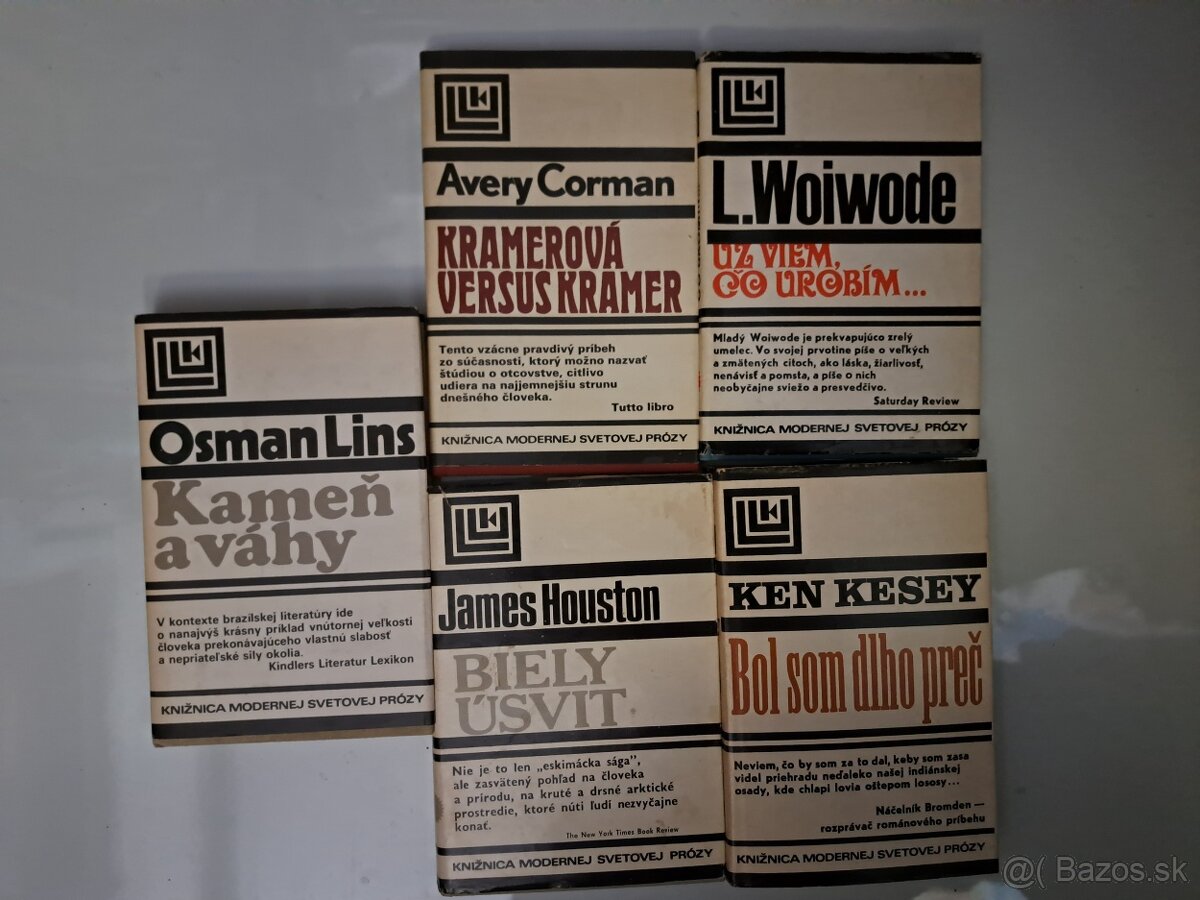 Avery Corman
KRAMEROVÁ
VERSUS KRAMER
Tento vzácne pravdivý príbeh
zo súčasnosti, ktorý možno nazvať
štúdiou o otcovstve, citlivo
udiera na najjemnejšiu strunu
dnešného človeka.
Tutto libro
KNIŽNICA MODERNEJ SVETOVEJ PRÓZY
L.Woiwode
UŽ VIEM,
ČO UROBÍM...
Mladý Woiwode je prekvapujúco zrelý
umelec. Vo svojej prvotine píše o veľkých
a zmätených citoch, ako láska, žiarlivosť,
nenávisť a pomsta, a píše o nich
neobyčajne sviežo a presvedčivo.
Saturday Review
KNIŽNICA MODERNEJ SVETOVEJ PRÓZY
Osman Lins
Kameň
a váhy
V kontexte brazílskej literatúry ide
o nanajvýš krásny príklad vnútornej veľkosti
človeka prekonávajúceho vlastnú slabosť
a nepriateľské sily okolia.
Kindlers Literatur Lexikon
KNIŽNICA MODERNEJ SVETOVEJ PRÓZY
James Houston
BIELY
ÚSVIT
Nie je to len „eskimácka sága",
ale zasvätený pohľad na človeka
a prírodu, na kruté a drsné arktické
prostredie, ktoré núti ľudí nezvyčajne
konať.
The New York Times Book Review
KNIŽNICA MODERNEJ SVETOVEJ PRÓZY
KEN KESEY
Bol som dlho preč
Neviem, čo by som za to dal, keby som zasa
videl priehradu neďaleko našej indiánskej
osady, kde chlapi lovia oštepom lososy...
Náčelník Bromden —
rozprávač románového príbehu
KNIŽNICA MODERNEJ SVETOVEJ PRÓZY
@( Bazos.sk